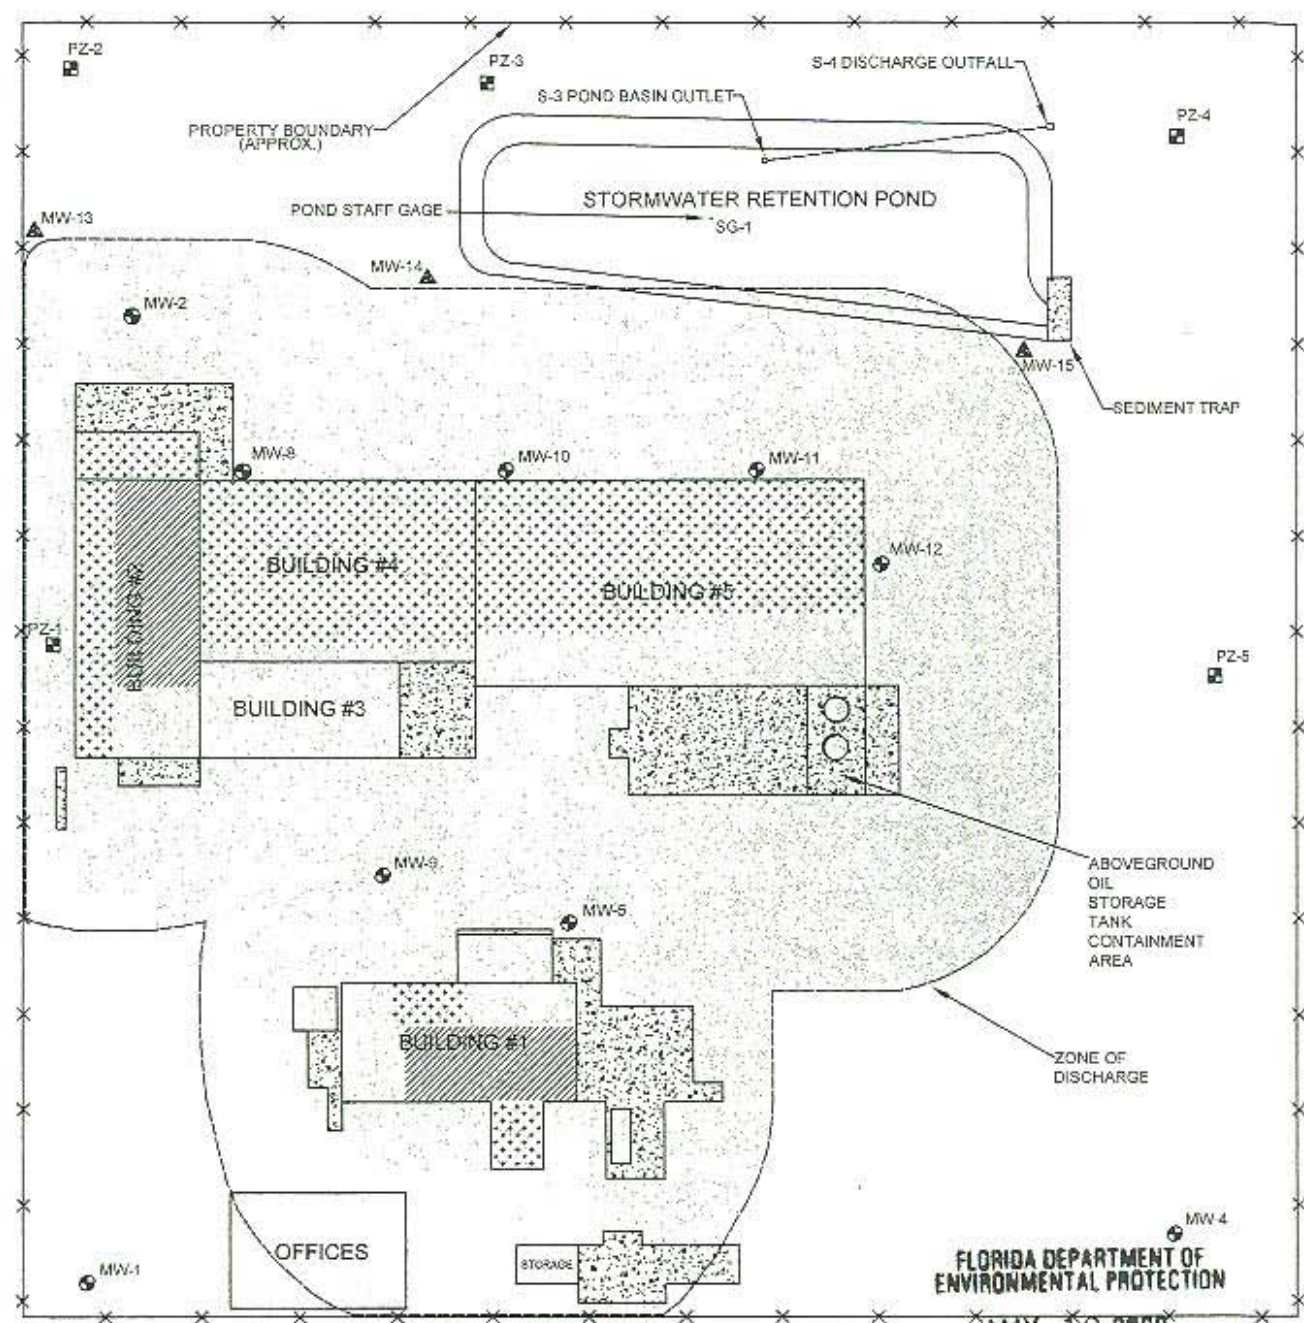 PZ-2
PZ-3
S-4 DISCHARGE OUTFALL
S-3 POND BASIN OUTLET
PZ-4
PROPERTY BOUNDARY
(APPROX.)
STORMWATER RETENTION POND
POND STAFF GAGE
SG-1
MW-13
MW-14
MW-2
MW-15
SEDIMENT TRAP
MW-8
MW-10
MW-11
MW-12
BUILDING #4
BUILDING #5
BUILDING #2
PZ-1
PZ-5
BUILDING #3
ABOVEGROUND
OIL
STORAGE
TANK
CONTAINMENT
AREA
MW-9
MW-5
BUILDING #1
ZONE OF
DISCHARGE
MW-4
OFFICES
STORAGE
MW-1
FLORIDA DEPARTMENT OF
ENVIRONMENTAL PROTECTION
MAY